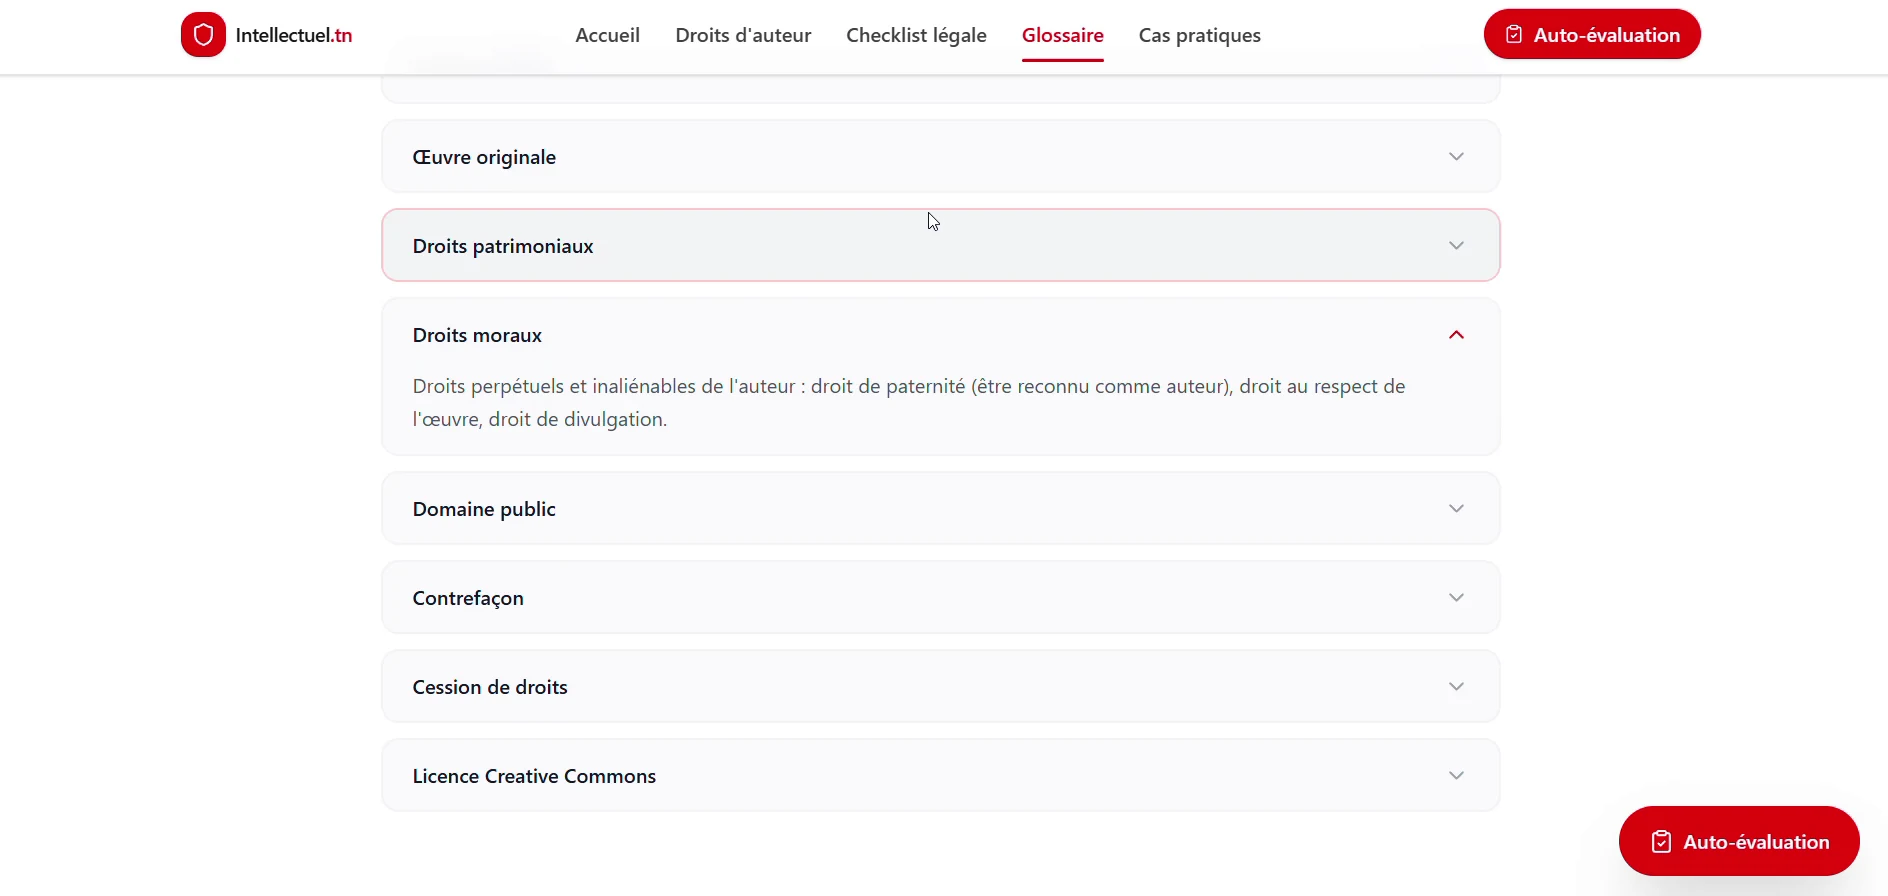 Intellectuel.tn
Accueil
Droits d'auteur
Checklist légale
Glossaire
Cas pratiques
Auto-évaluation
Œuvre originale
Droits patrimoniaux
Droits moraux
Droits perpétuels et inaliénables de l'auteur : droit de paternité (être reconnu comme auteur), droit au respect de
l'œuvre, droit de divulgation.
Domaine public
Contrefaçon
Cession de droits
Licence Creative Commons
Auto-évaluation